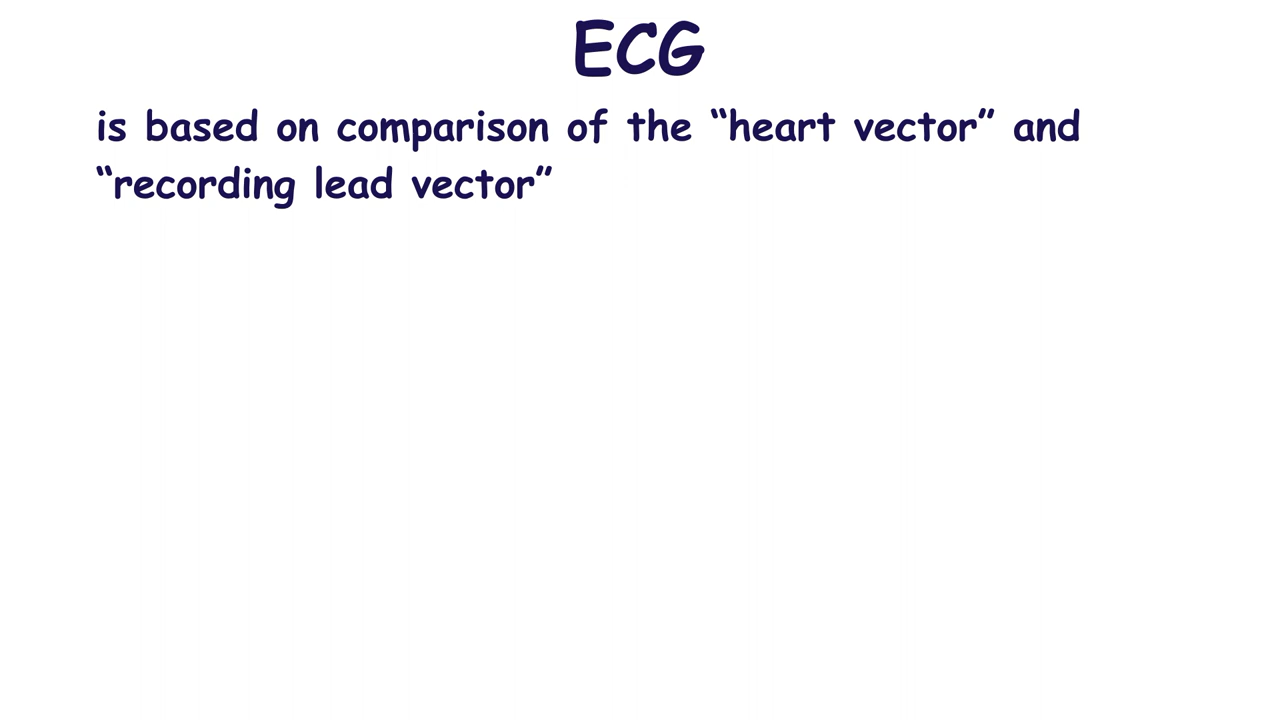 ECG
is based on comparison of the “heart vector” and
“recording lead vector”